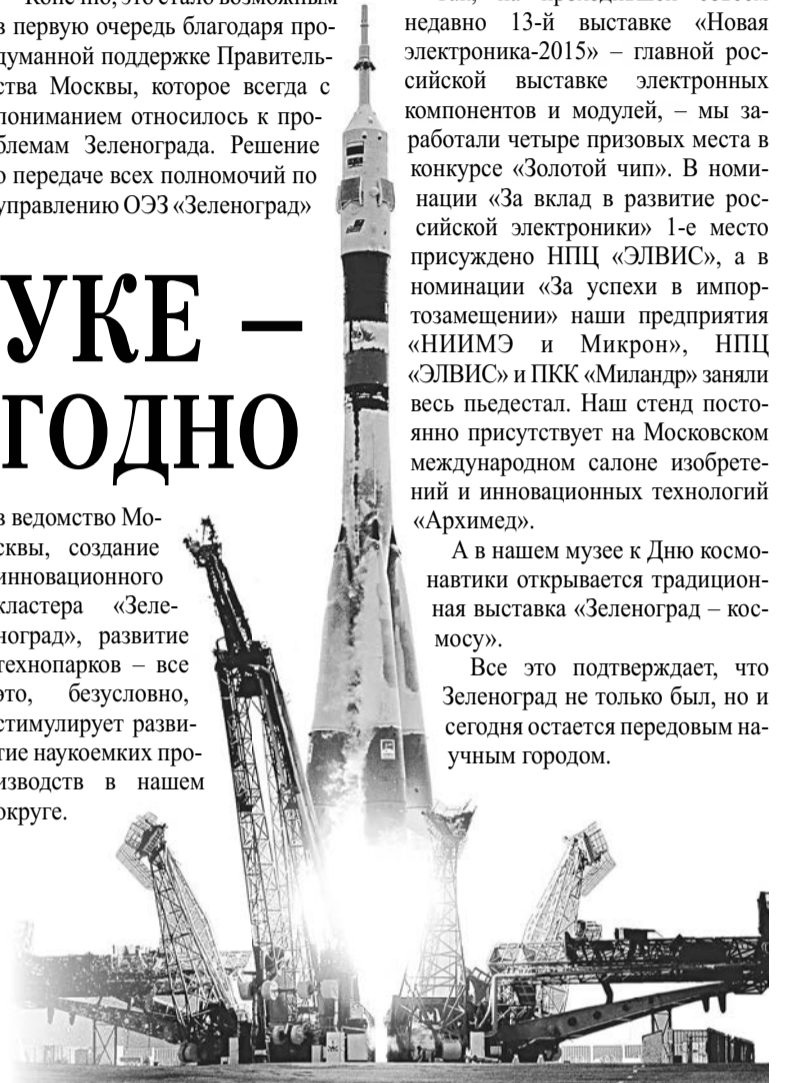 Конечно, это стало возможным
в первую очередь благодаря про-
думанной поддержке Правитель-
ства Москвы, которое всегда с
пониманием относилось к про-
блемам Зеленограда. Решение
о передаче всех полномочий по
управлению ОЭЗ «Зеленоград»
УКЕ –
ГОДНО
в ведомство Мо-
сквы, создание
инновационного
кластера «Зеле-
ноград», развитие
технопарков – все
это, безусловно,
стимулирует разви-
тие наукоемких про-
изводств в нашем
округе.
недавно 13-й выставке «Новая
электроника-2015» – главной рос-
сийской выставке электронных
компонентов и модулей, – мы за-
работали четыре призовых места в
конкурсе «Золотой чип». В номи-
нации «За вклад в развитие рос-
сийской электроники» 1-е место
присуждено НПЦ «ЭЛВИС», а в
номинации «За успехи в импор-
тозамещении» наши предприятия
«НИИМЭ и Микрон», НПЦ
«ЭЛВИС» и ПКК «Миландр» заняли
весь пьедестал. Наш стенд посто-
янно присутствует на Московском
международном салоне изобрете-
ний и инновационных технологий
«Архимед».
А в нашем музее к Дню космо-
навтики открывается традицион-
ная выставка «Зеленоград – кос-
мосу».
Все это подтверждает, что
Зеленоград не только был, но и
сегодня остается передовым на-
учным городом.